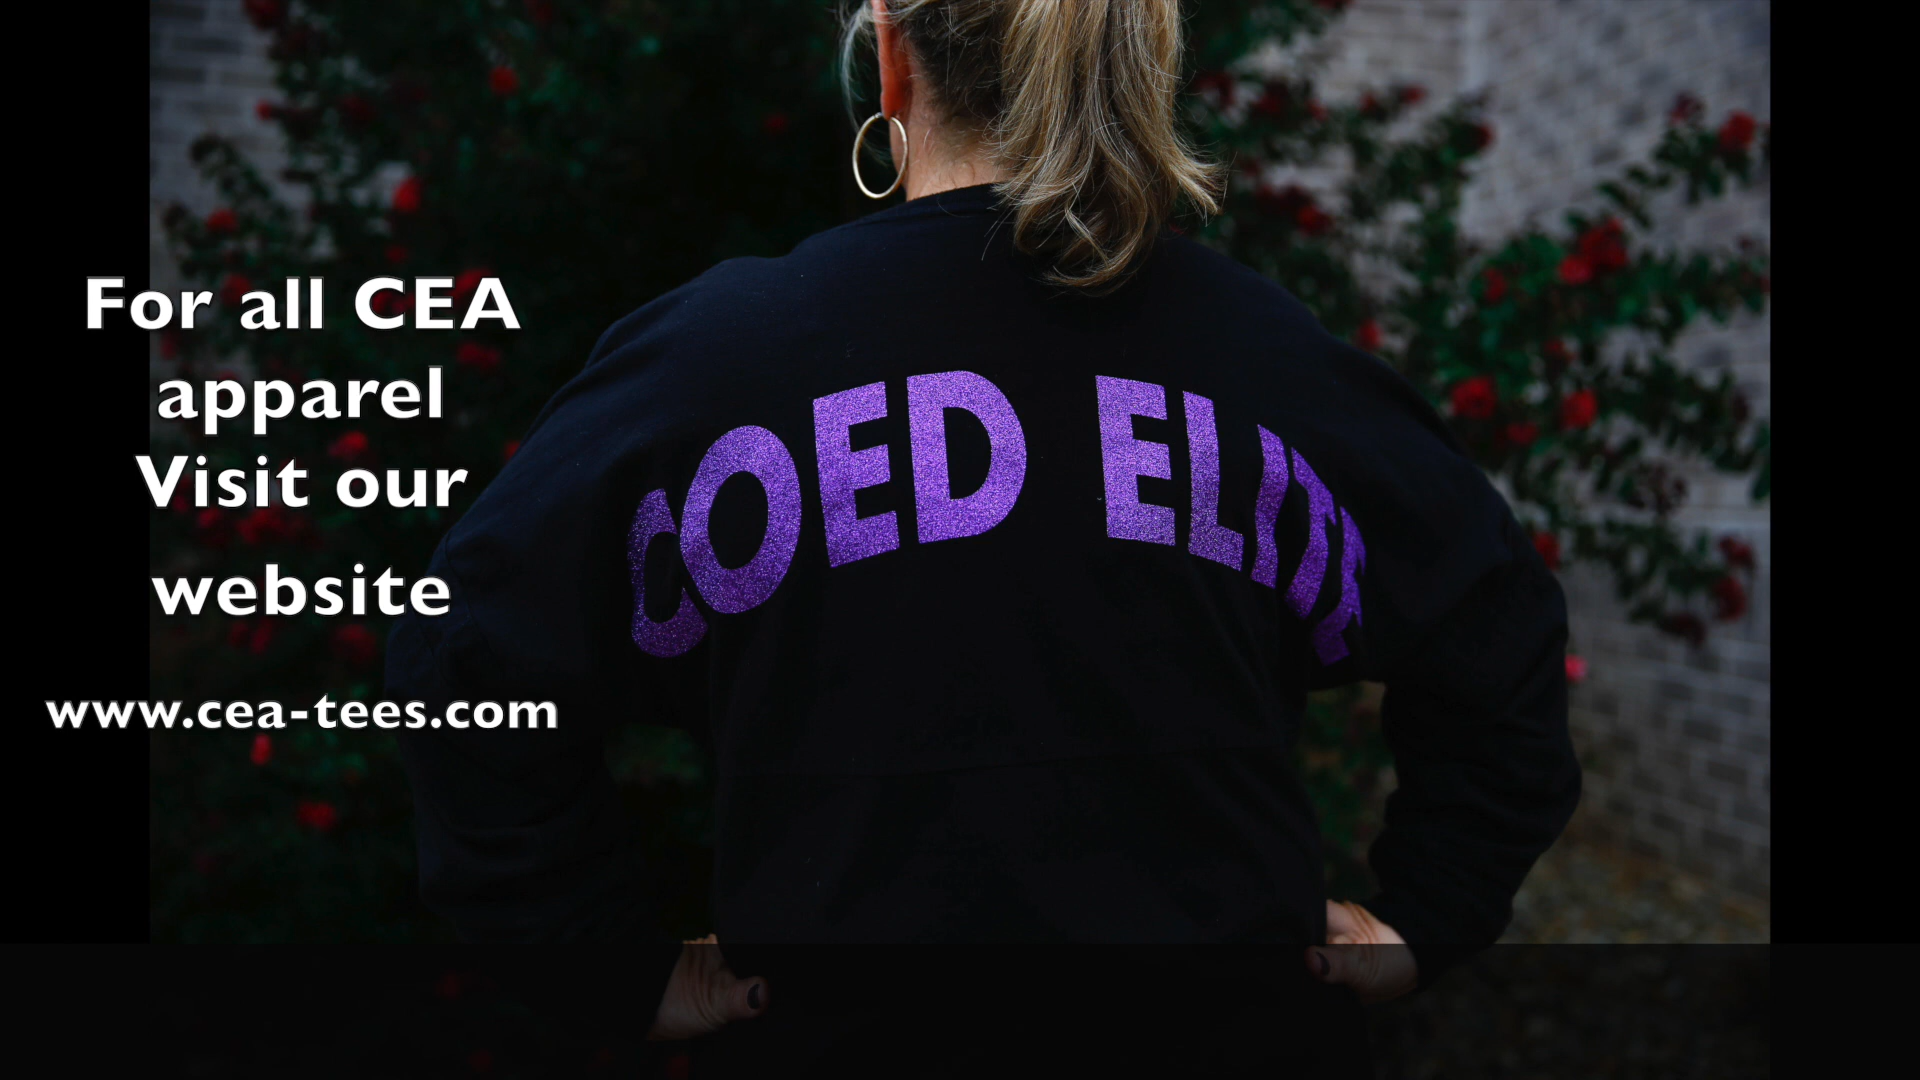 For all CEA
apparel
Visit our
website
www.cea-tees.com
COED ELITE